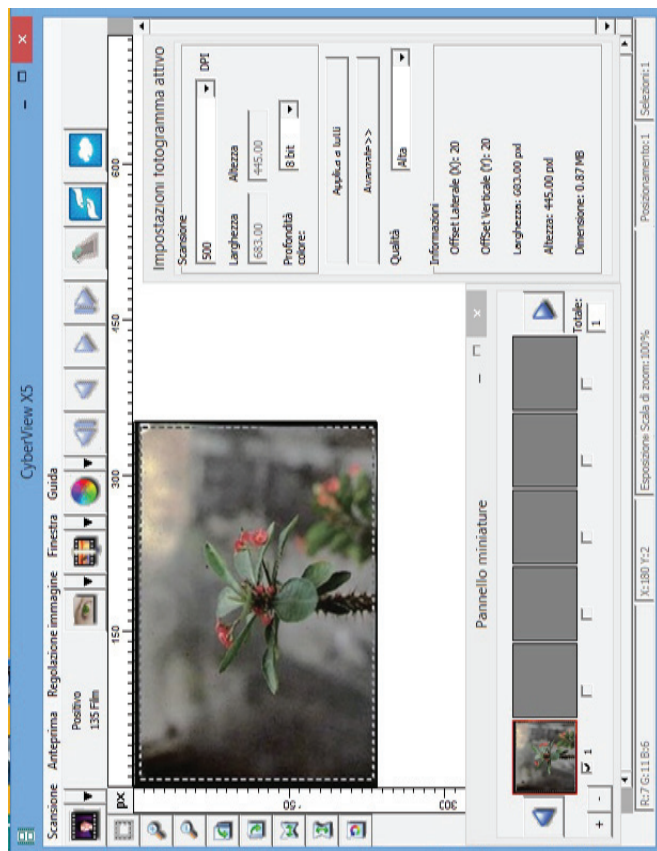 CyberView X5
Scansione Anteprima Regolazione immagine Finestra Guida
Positivo
135 Film
px
150
300
450
600
300
Impostazioni fotogramma attivo
Scansione
500 DPI
Larghezza Altezza
683.00 445.00
Profondità
colore:
8 bit
Applica a tutti
Avanzate >>
Qualità
Alta
Informazioni
Offset Laterale (X): 20
OffSet Verticale (Y): 20
Larghezza: 683.00 pxl
Altezza: 445.00 pxl
Dimensione: 0.87 MB
Pannello miniature
1
+ -
Totale:
1
R:7 G:11 B:6
X:180 Y:2
Esposizione Scala di zoom: 100%
Posizionamento: 1
Selezioni: 1